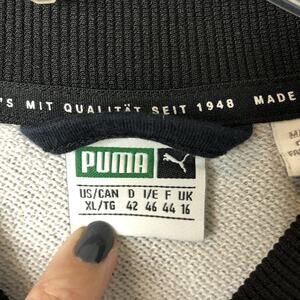 'S MIT QUALITÄT SEIT 1948 MADE
PUMA
US/CAN D I/E F UK
XL/TG 42 46 44 16